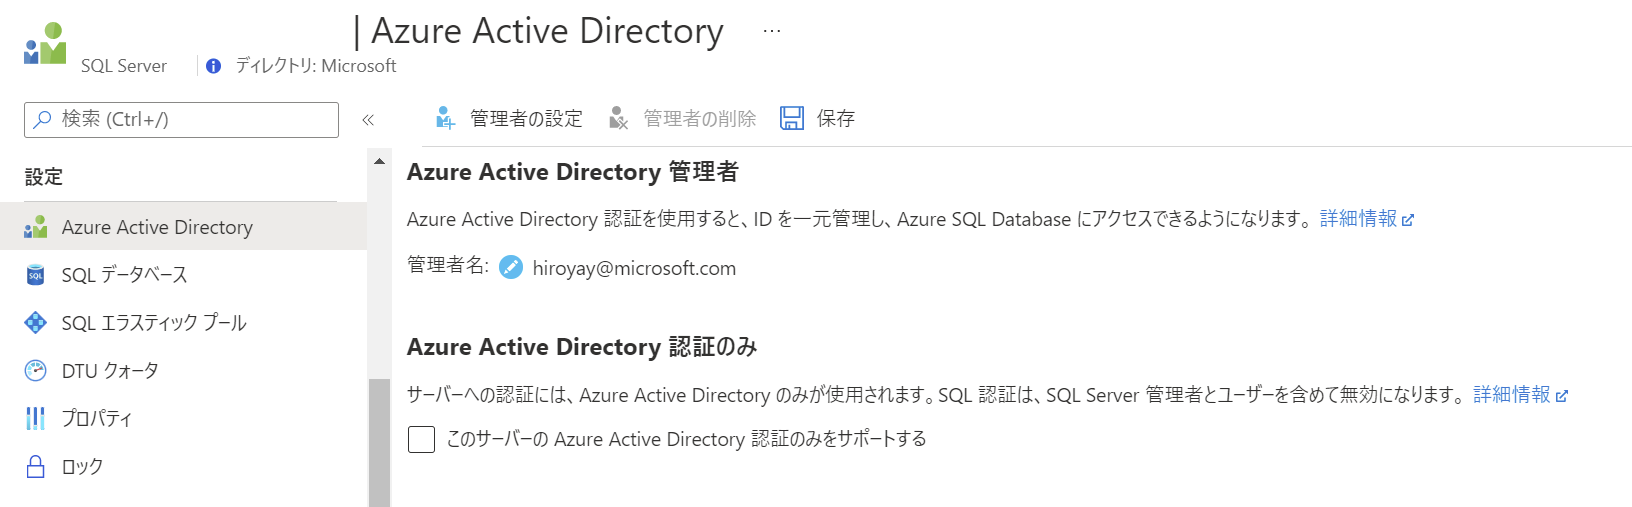 | Azure Active Directory ...
SQL Server
ディレクトリ: Microsoft
検索 (Ctrl+/)
«
管理者の設定
管理者の削除
保存
設定
Azure Active Directory
SQL データベース
SQL エラスティック プール
DTU クォータ
プロパティ
ロック
Azure Active Directory 管理者
Azure Active Directory 認証を使用すると、ID を一元管理し、Azure SQL Database にアクセスできるようになります。 詳細情報
管理者名: hiroyay@microsoft.com
Azure Active Directory 認証のみ
サーバーへの認証には、Azure Active Directory のみが使用されます。SQL 認証は、SQL Server 管理者とユーザーを含めて無効になります。 詳細情報
このサーバーの Azure Active Directory 認証のみをサポートする